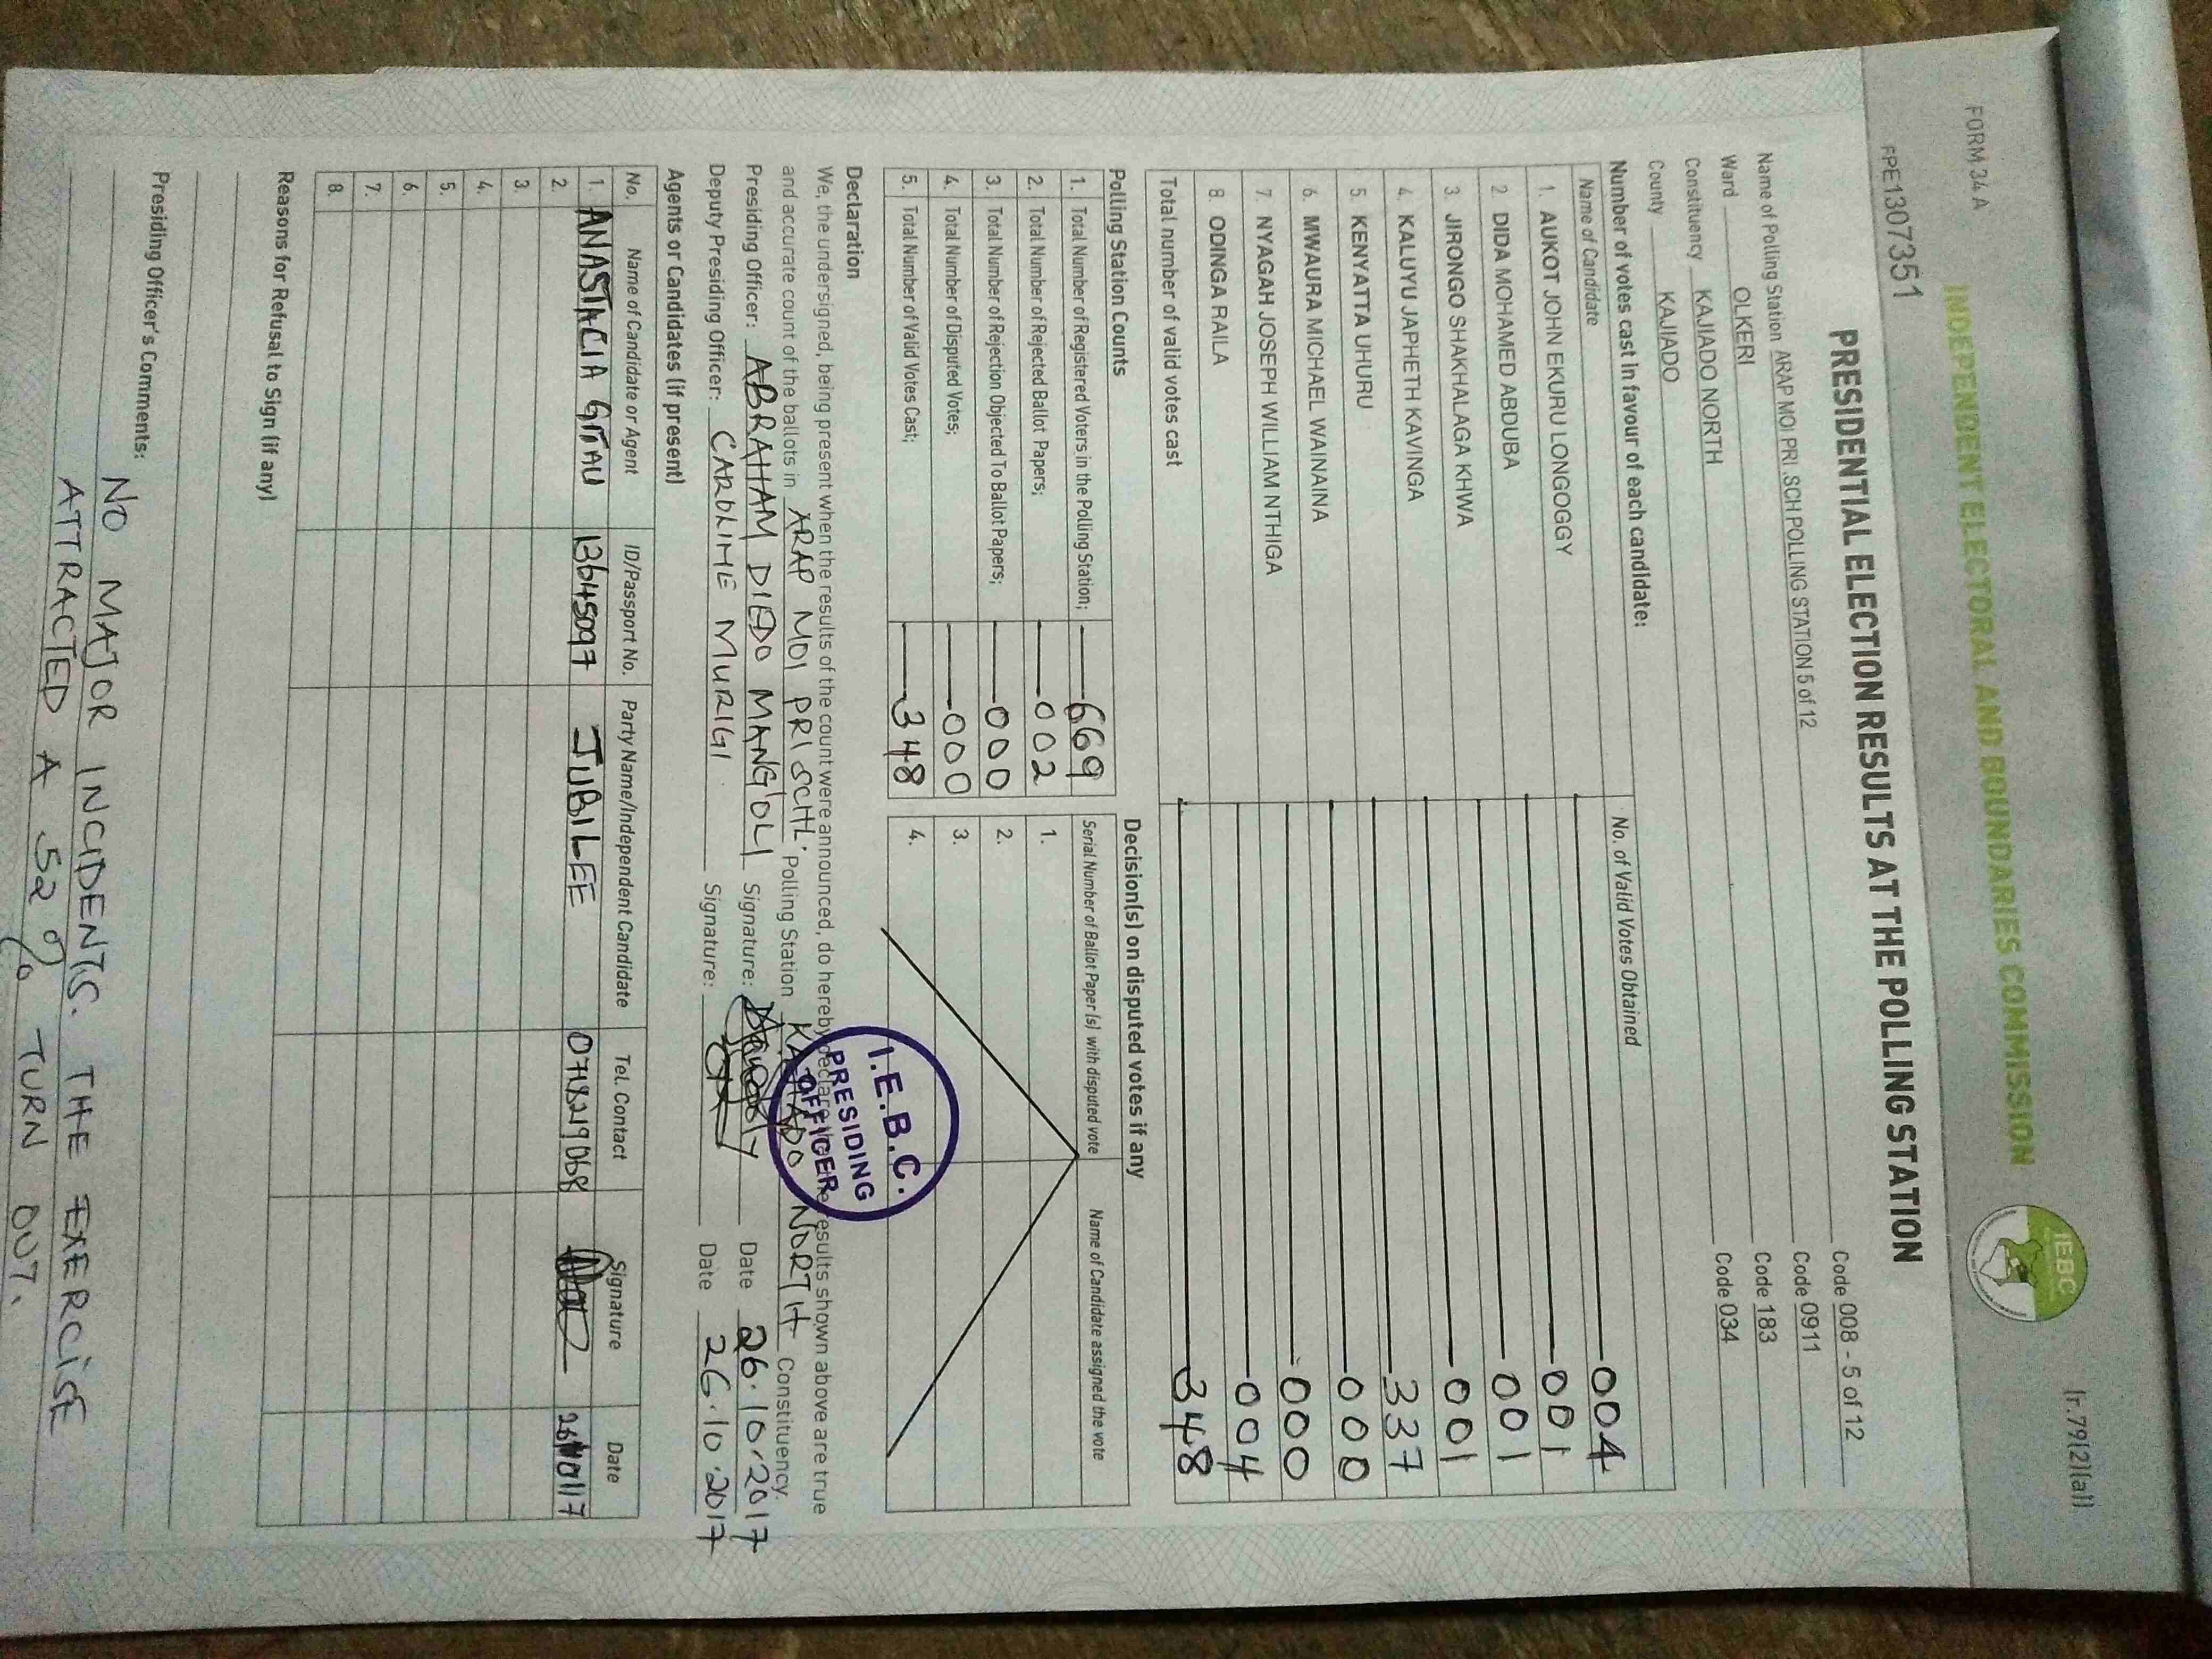 FORM 34 A
[r.79(2)(a)]
INDEPENDENT ELECTORAL AND BOUNDARIES COMMISSION
IEBC
FPE1307351
PRESIDENTIAL ELECTION RESULTS AT THE POLLING STATION
Name of Polling Station ARAP MOI PRI .SCH POLLING STATION 5 of 12 Code 008 - 5 of 12
Ward OLKERI Code 0911
Constituency KAJIADO NORTH Code 183
County KAJIADO Code 034
Number of votes cast in favour of each candidate:
Name of Candidate No. of Valid Votes Obtained
1. AUKOT JOHN EKURU LONGOGGY 004
2. DIDA MOHAMED ABDUBA 001
3. JIRONGO SHAKHALAGA KHWA 001
4. KALUYU JAPHETH KAVINGA 001
5. KENYATTA UHURU 337
6. MWAURA MICHAEL WAINAINA 000
7. NYAGAH JOSEPH WILLIAM NTHIGA 000
8. ODINGA RAILA 004
Total number of valid votes cast 348
Polling Station Counts
1. Total Number of Registered Voters in the Polling Station; 669
2. Total Number of Rejected Ballot Papers; 002
3. Total Number of Rejection Objected To Ballot Papers; 000
4. Total Number of Disputed Votes; 000
5. Total Number of Valid Votes Cast; 348
Decision(s) on disputed votes if any
Serial Number of Ballot Paper (s) with disputed vote Name of Candidate assigned the vote
1.
2.
3.
4.
Declaration
We, the undersigned, being present when the results of the count were announced, do hereby declare the results shown above are true
and accurate count of the ballots in ARAP MOI PRI SCHL. Polling Station KAJIADO NORTH Constituency.
Presiding Officer: ABRAHAM DIEDO MANG'OLI Signature: Date 26.10.2017
Deputy Presiding Officer: CAROLINE MURIGI Signature: Date 26.10.2017
I.E.B.C.
PRESIDING
OFFICER
Agents or Candidates (if present)
No. Name of Candidate or Agent ID/Passport No. Party Name/Independent Candidate Tel. Contact Signature Date
1. ANASTACIA GITAU JUBILEE
2.
3.
4.
5.
6.
7.
8.
Reasons for Refusal to Sign (if any)
Presiding Officer's Comments:
NO MAJOR INCIDENTS. THE EXERCISE
ATTRACTED A 52% TURN OUT.